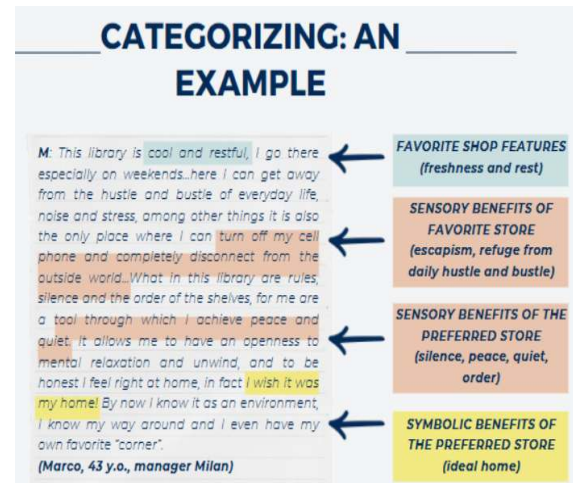 CATEGORIZING: AN
EXAMPLE
M: This library is cool and restful, I go there
especially on weekends...here I can get away
from the hustle and bustle of everyday life,
noise and stress, among other things it is also
the only place where I can turn off my cell
phone and completely disconnect from the
outside world...What in this library are rules,
silence and the order of the shelves, for me are
a tool through which I achieve peace and
quiet. It allows me to have an openness to
mental relaxation and unwind, and to be
honest I feel right at home, in fact I wish it was
my home! By now I know it as an environment,
I know my way around and I even have my
own favorite "corner".
(Marco, 43 y.o., manager Milan)
FAVORITE SHOP FEATURES
(freshness and rest)
SENSORY BENEFITS OF
FAVORITE STORE
(escapism, refuge from
daily hustle and bustle)
SENSORY BENEFITS OF THE
PREFERRED STORE
(silence, peace, quiet,
order)
SYMBOLIC BENEFITS OF
THE PREFERRED STORE
(ideal home)